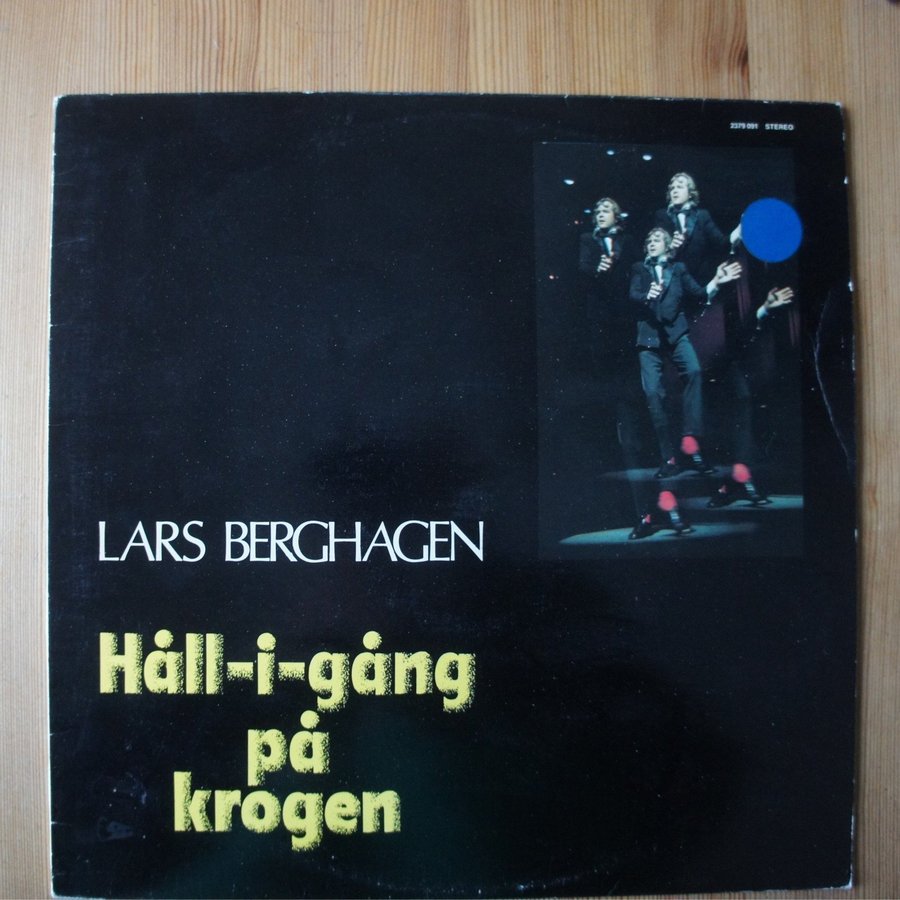 2379 091 STEREO
LARS BERGHAGEN
Håll-i-gång
på
krogen